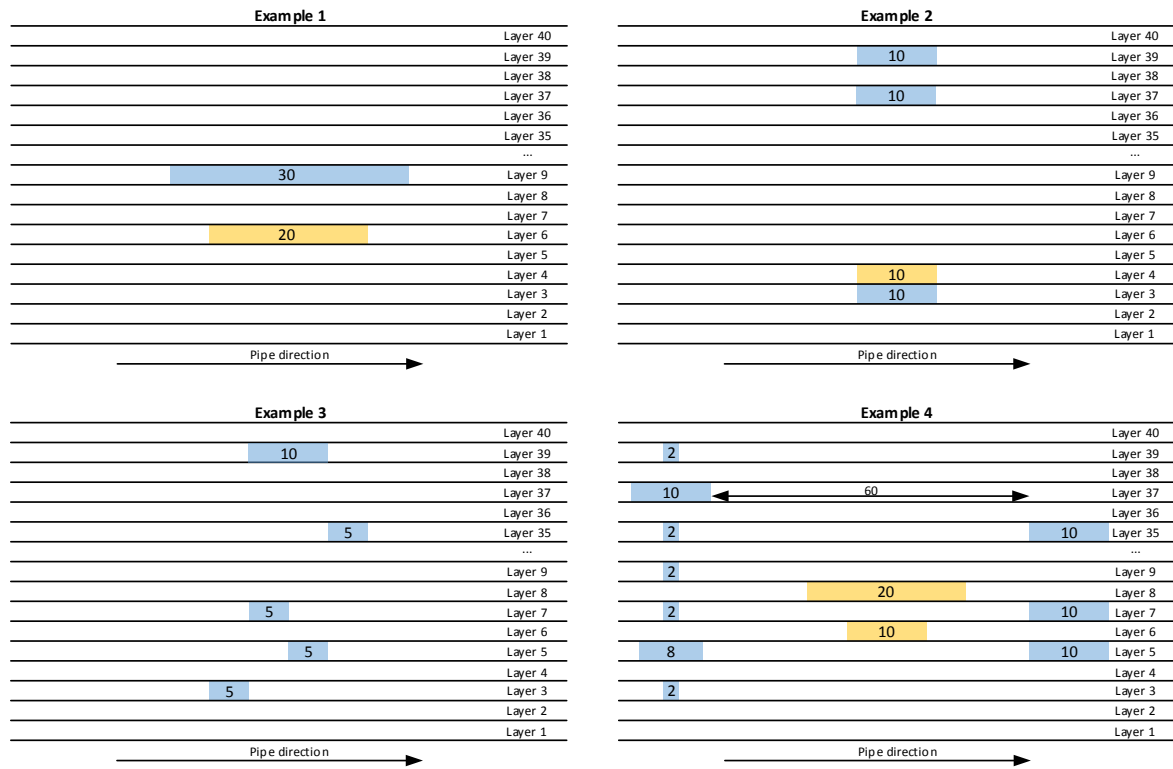 Example 1
Layer 40
Layer 39
Layer 38
Layer 37
Layer 36
Layer 35
...
30 Layer 9
Layer 8
Layer 7
20 Layer 6
Layer 5
Layer 4
Layer 3
Layer 2
Layer 1
Pipe direction
Example 2
Layer 40
10 Layer 39
Layer 38
10 Layer 37
Layer 36
Layer 35
...
Layer 9
Layer 8
Layer 7
Layer 6
Layer 5
10 Layer 4
10 Layer 3
Layer 2
Layer 1
Pipe direction
Example 3
Layer 40
10 Layer 39
Layer 38
Layer 37
Layer 36
5 Layer 35
...
Layer 9
Layer 8
5 Layer 7
Layer 6
5 Layer 5
Layer 4
5 Layer 3
Layer 2
Layer 1
Pipe direction
Example 4
Layer 40
2 Layer 39
Layer 38
10 60 Layer 37
Layer 36
2 10 Layer 35
...
2 Layer 9
20 Layer 8
2 10 Layer 7
10 Layer 6
8 10 Layer 5
Layer 4
2 Layer 3
Layer 2
Layer 1
Pipe direction